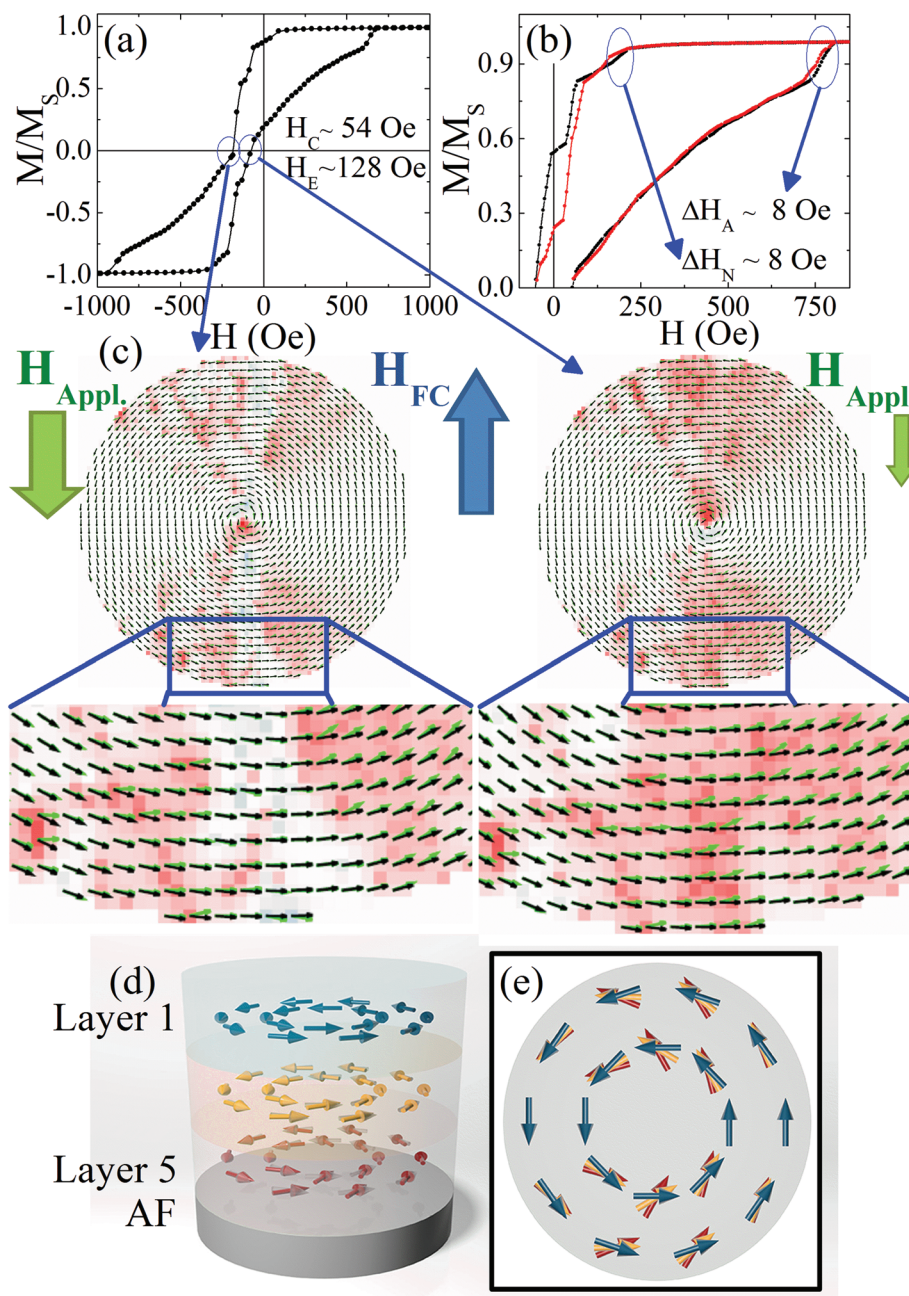 (a)
M/M_S
1.0
0.5
0.0
-0.5
-1.0
H_C~ 54 Oe
H_E~128 Oe
-1000 -500 0 500 1000
H (Oe)
(b)
M/M_S
0.9
0.6
0.3
0.0
ΔH_A ~ 8 Oe
ΔH_N ~ 8 Oe
0 250 500 750
H (Oe)
(c)
H_Appl.
H_FC
H_Appl.
(d)
Layer 1
Layer 5
AF
(e)